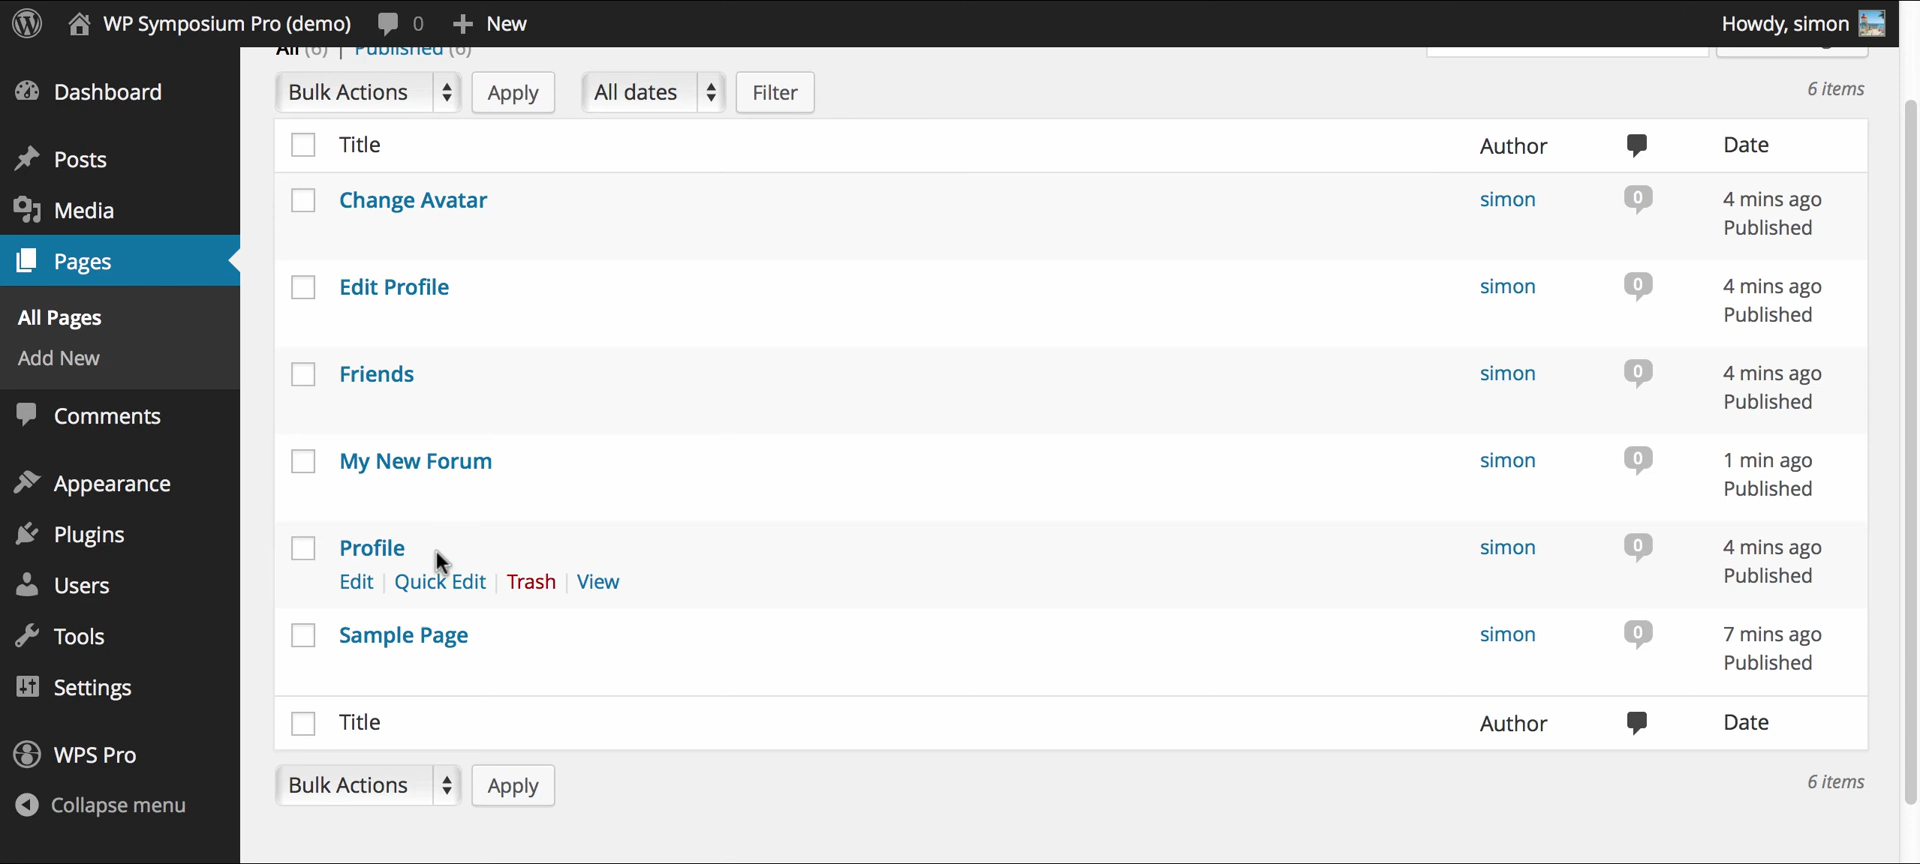 WP Symposium Pro (demo) 0 + New Howdy, simon
All (6) | Published (6)
Dashboard
Posts
Media
Pages
All Pages
Add New
Comments
Appearance
Plugins
Users
Tools
Settings
WPS Pro
Collapse menu
Bulk Actions Apply All dates Filter 6 items
Title Author Date
Change Avatar simon 0 4 mins ago
Published
Edit Profile simon 0 4 mins ago
Published
Friends simon 0 4 mins ago
Published
My New Forum simon 0 1 min ago
Published
Profile simon 0 4 mins ago
Edit | Quick Edit | Trash | View Published
Sample Page simon 0 7 mins ago
Published
Title Author Date
Bulk Actions Apply 6 items